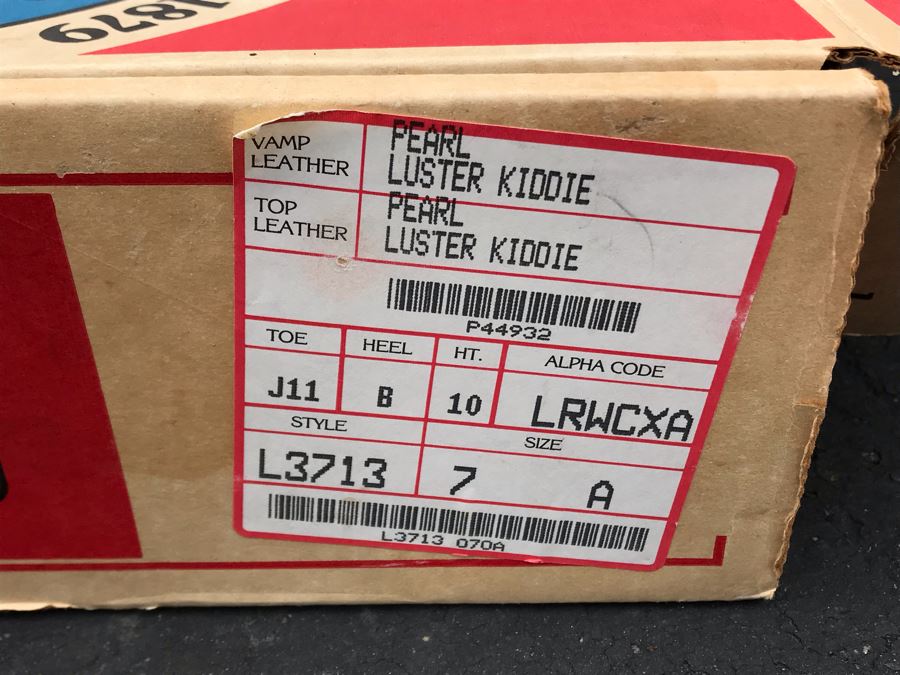 1879
VAMP LEATHER
PEARL
LUSTER KIDDIE
TOP LEATHER
PEARL
LUSTER KIDDIE
P44932
TOE HEEL HT. ALPHA CODE
J11 B 10 LRWCXA
STYLE SIZE
L3713 7 A
L3713 070A